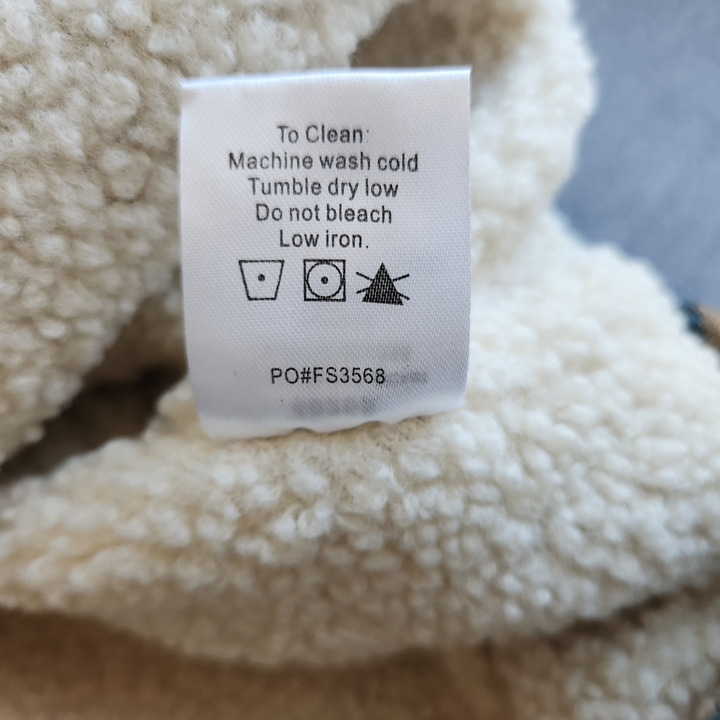 To Clean:
Machine wash cold
Tumble dry low
Do not bleach
Low iron.
PO#FS3568